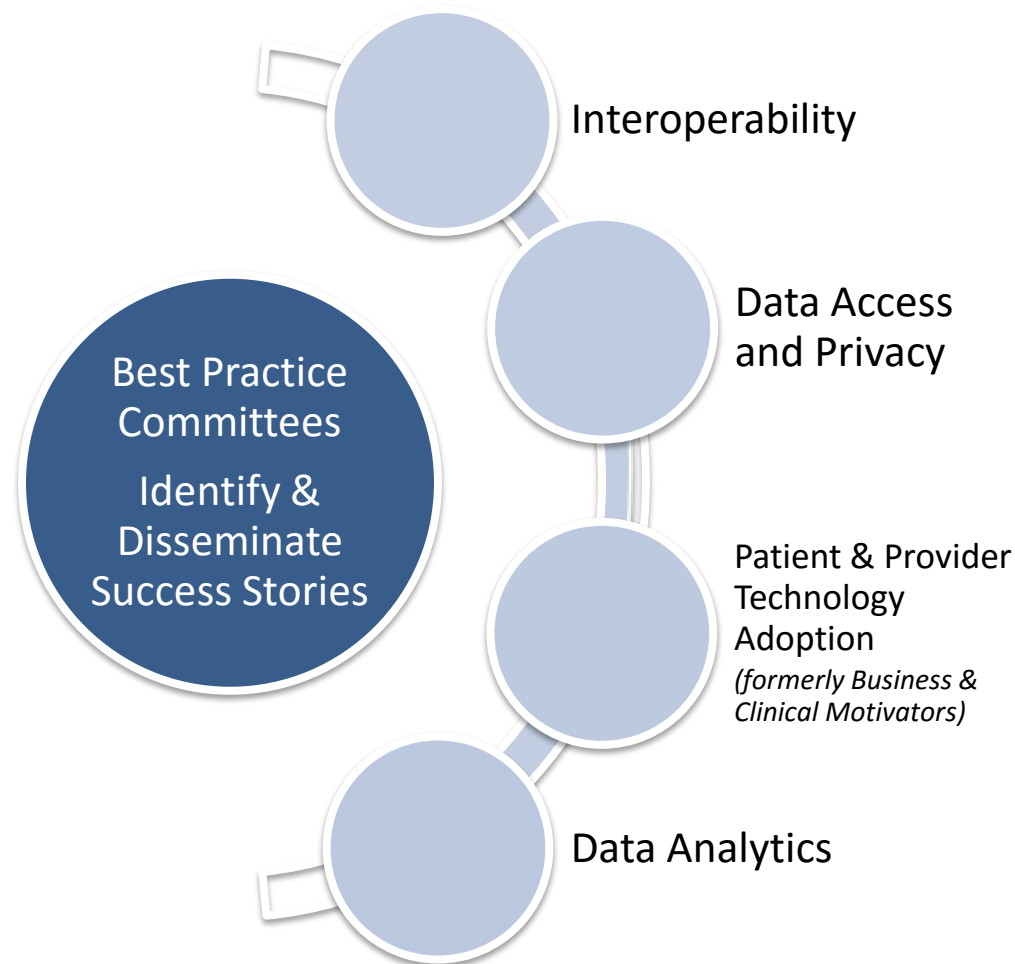 Interoperability
Data Access
and Privacy
Best Practice
Committees
Identify &
Disseminate
Success Stories
Patient & Provider
Technology
Adoption
(formerly Business &
Clinical Motivators)
Data Analytics